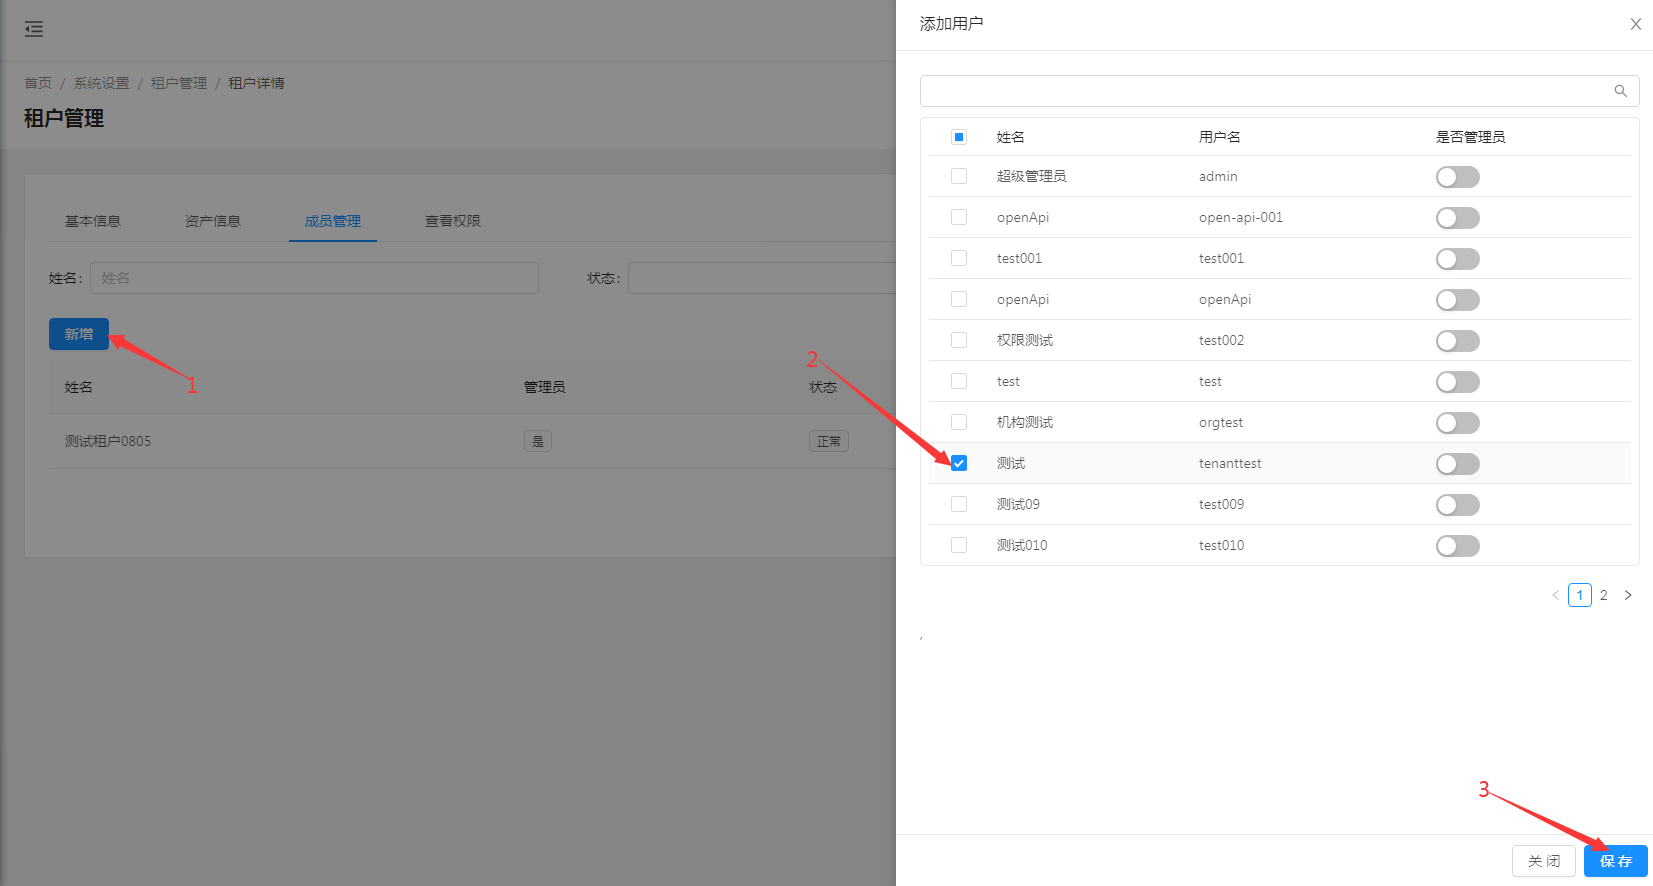 首页 / 系统设置 / 租户管理 / 租户详情
租户管理
基本信息 资产信息 成员管理 查看权限
姓名: 姓名 状态:
新增
1
姓名 管理员 状态
测试租户0805 是 正常
添加用户
姓名 用户名 是否管理员
超级管理员 admin
openApi open-api-001
test001 test001
openApi openApi
权限测试 test002
test test
机构测试 orgtest
2
测试 tenanttest
测试09 test009
测试010 test010
1 2
,
3
关 闭 保 存